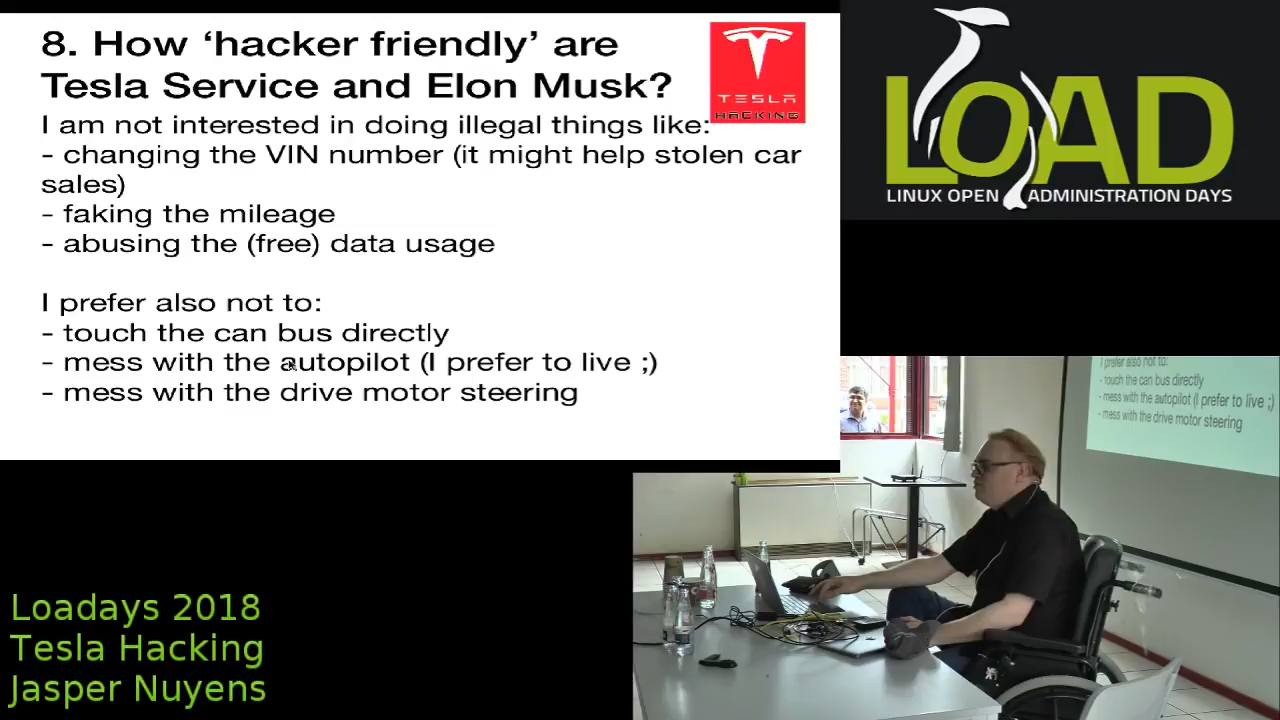 8. How ‘hacker friendly’ are
Tesla Service and Elon Musk?
TESLA
HACKING
am not interested in doing illegal things like:
- changing the VIN number (it might help stolen car
sales)
- faking the mileage
- abusing the (free) data usage
I prefer also not to:
- touch the can bus directly
- mess with the autopilot (I prefer to live ;)
- mess with the drive motor steering
LOAD
LINUX OPEN ADMINISTRATION DAYS
I prefer also not to:
- touch the can bus directly
- mess with the autopilot (I prefer to live ;)
- mess with the drive motor steering
Loadays 2018
Tesla Hacking
Jasper Nuyens